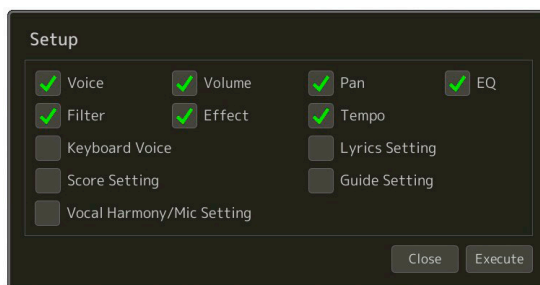 Setup
Voice Volume Pan EQ
Filter Effect Tempo
Keyboard Voice Lyrics Setting
Score Setting Guide Setting
Vocal Harmony/Mic Setting
Close Execute